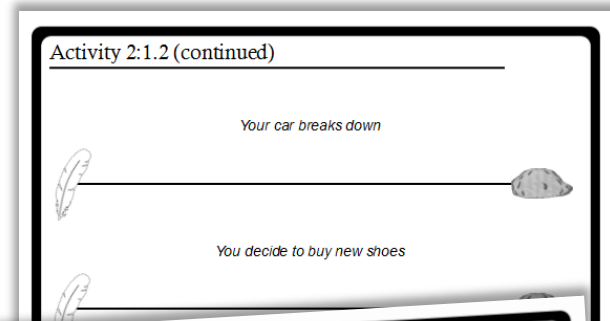 Activity 2:1.2 (continued)
Your car breaks down
You decide to buy new shoes